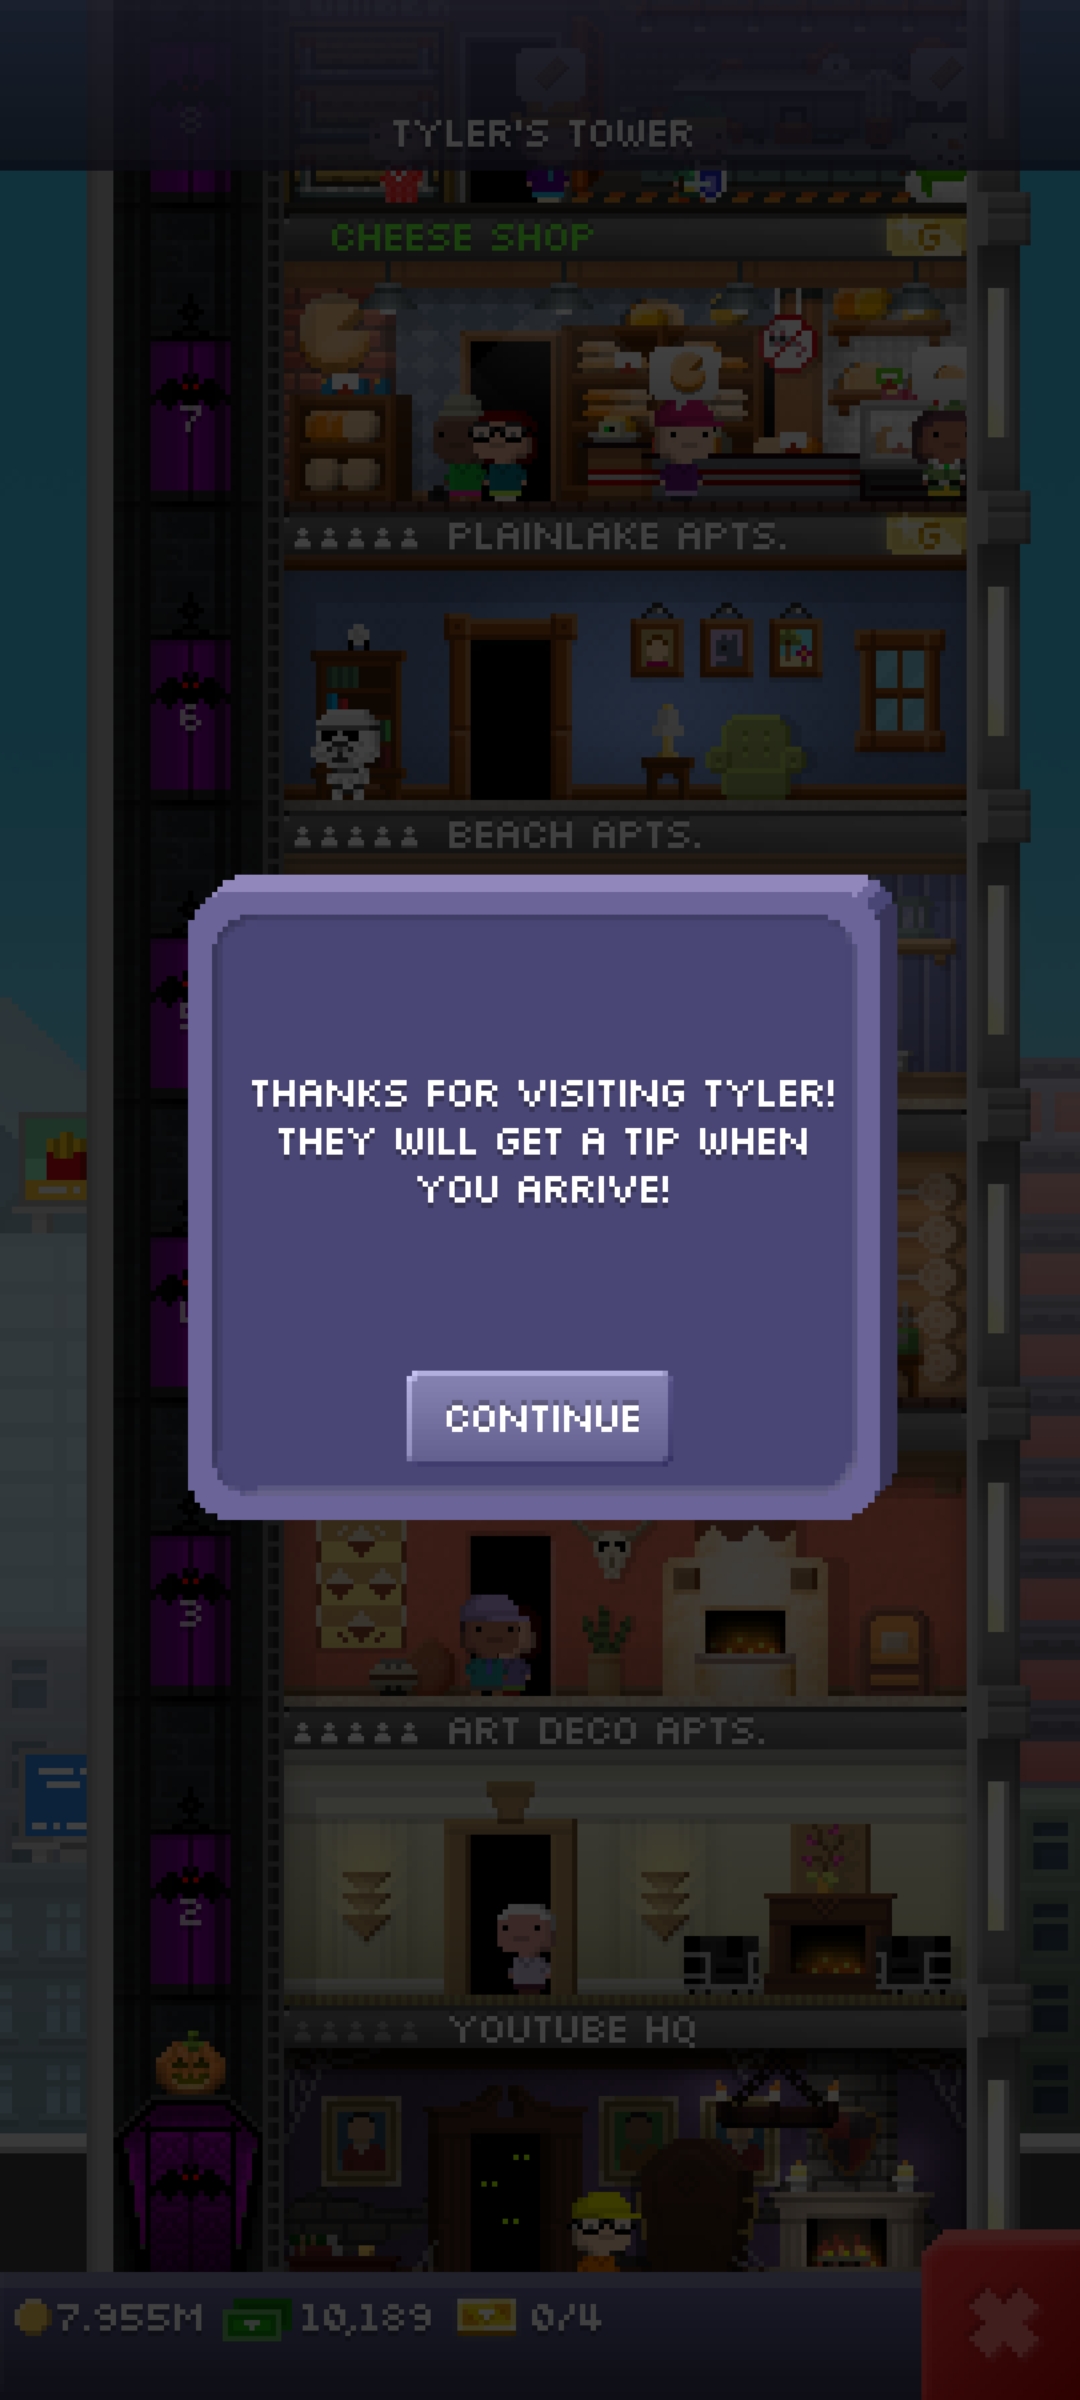 8
TYLER'S TOWER
CHEESE SHOP
G
7
PLAINLAKE APTS.
G
6
BEACH APTS.
THANKS FOR VISITING TYLER!
THEY WILL GET A TIP WHEN
YOU ARRIVE!
CONTINUE
3
ART DECO APTS.
2
YOUTUBE HQ
7.955M
10,189
0/4